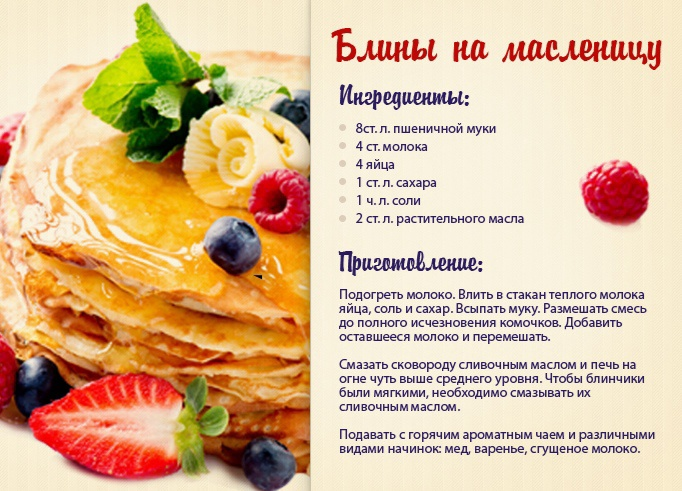 Блины на масленицу
Ингредиенты:
8ст. л. пшеничной муки
4 ст. молока
4 яйца
1 ст. л. сахара
1 ч. л. соли
2 ст. л. растительного масла
Приготовление:
Подогреть молоко. Влить в стакан теплого молока
яйца, соль и сахар. Всыпать муку. Размешать смесь
до полного исчезновения комочков. Добавить
оставшееся молоко и перемешать.
Смазать сковороду сливочным маслом и печь на
огне чуть выше среднего уровня. Чтобы блинчики
были мягкими, необходимо смазывать их
сливочным маслом.
Подавать с горячим ароматным чаем и различными
видами начинок: мед, варенье, сгущеное молоко.